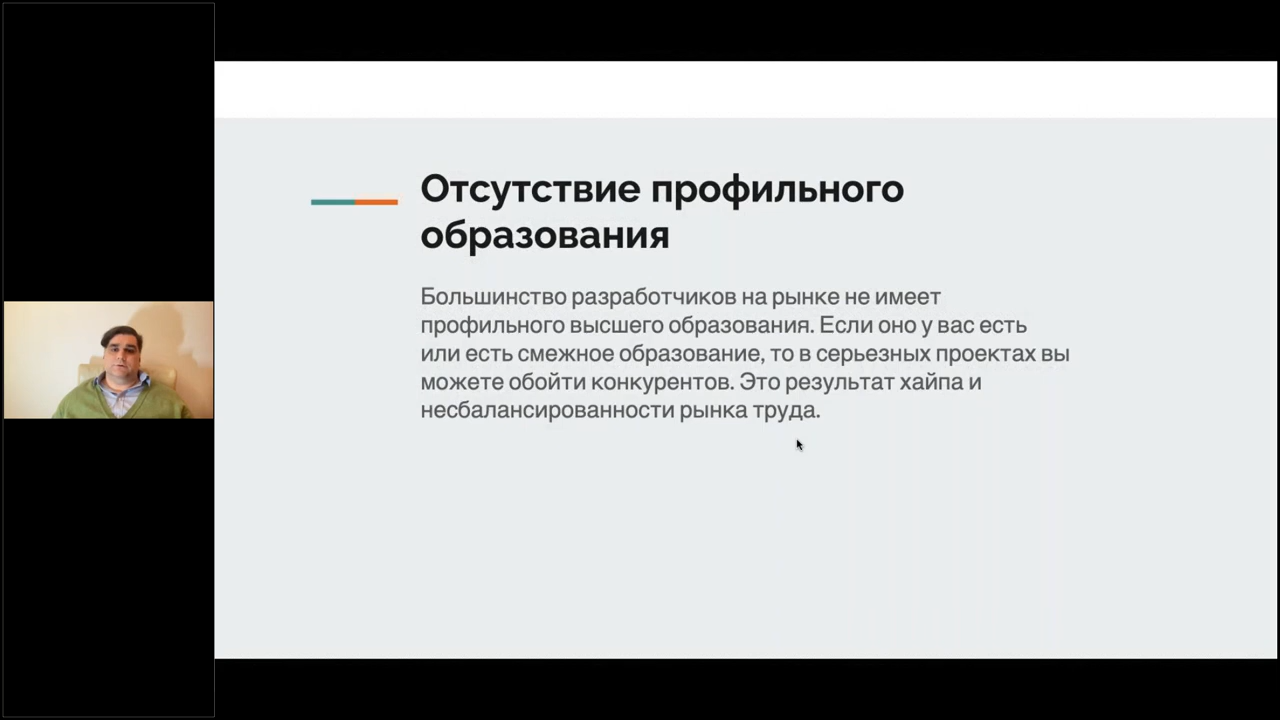 Отсутствие профильного
образования
Большинство разработчиков на рынке не имеет
профильного высшего образования. Если оно у вас есть
или есть смежное образование, то в серьезных проектах вы
можете обойти конкурентов. Это результат хайпа и
несбалансированности рынка труда.